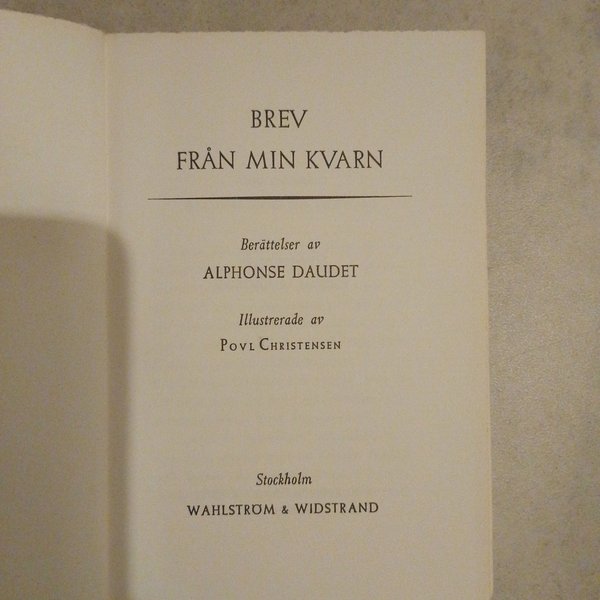 BREV
FRÅN MIN KVARN
Berättelser av
ALPHONSE DAUDET
Illustrerade av
POVL CHRISTENSEN
Stockholm
WAHLSTRÖM & WIDSTRAND